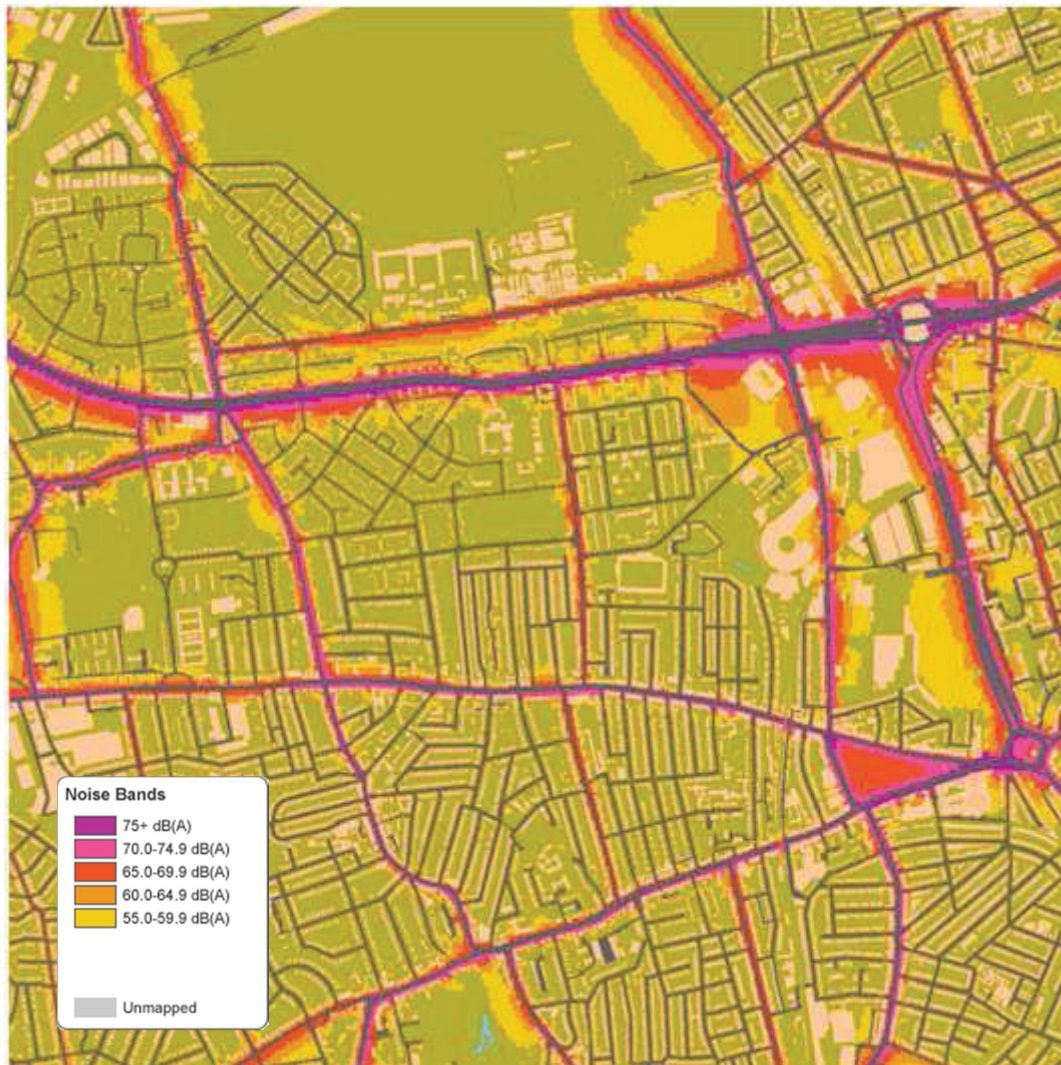 Noise Bands
75+ dB(A)
70.0-74.9 dB(A)
65.0-69.9 dB(A)
60.0-64.9 dB(A)
55.0-59.9 dB(A)
Unmapped